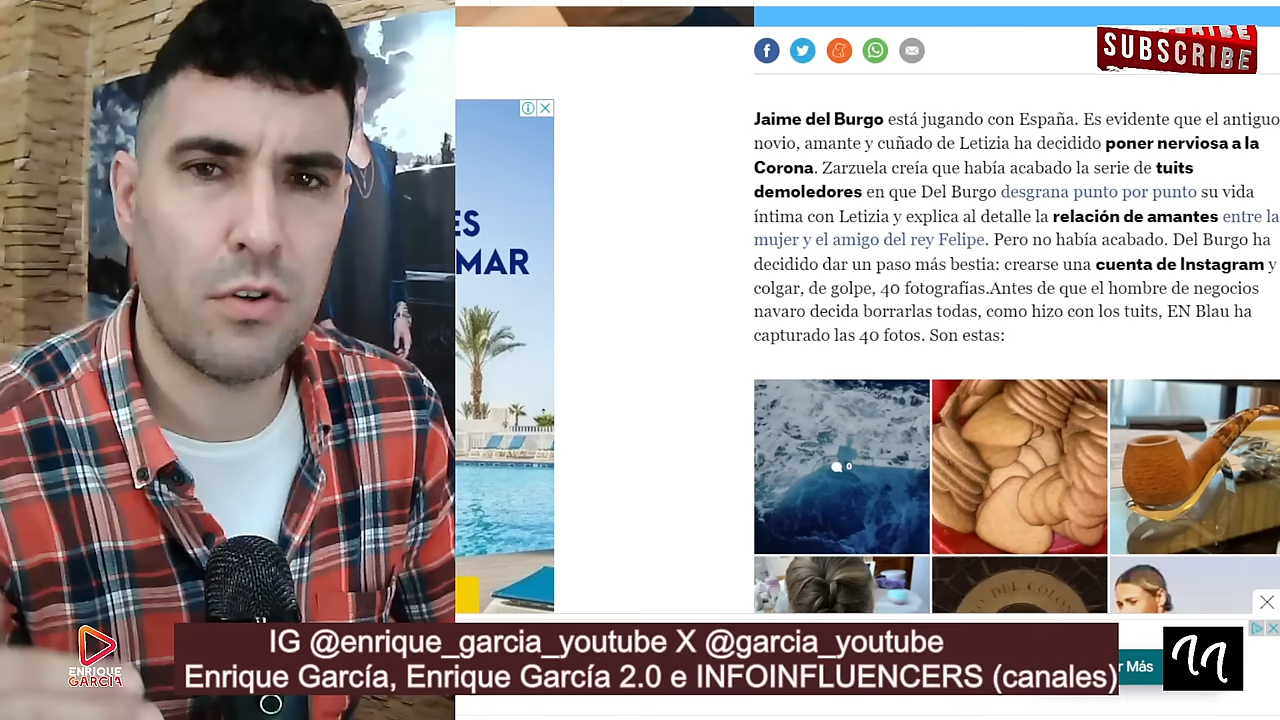 SUBSCRIBE
Jaime del Burgo está jugando con España. Es evidente que el antiguo
novio, amante y cuñado de Letizia ha decidido poner nerviosa a la
Corona. Zarzuela creía que había acabado la serie de tuits
demoledores en que Del Burgo desgrana punto por punto su vida
íntima con Letizia y explica al detalle la relación de amantes entre la
mujer y el amigo del rey Felipe. Pero no había acabado. Del Burgo ha
decidido dar un paso más bestia: crearse una cuenta de Instagram y
colgar, de golpe, 40 fotografías.Antes de que el hombre de negocios
navaro decida borrarlas todas, como hizo con los tuits, EN Blau ha
capturado las 40 fotos. Son estas:
ES
MAR
0
DEL
IG @enrique_garcia_youtube X @garcia_youtube
Enrique García, Enrique García 2.0 e INFOINFLUENCERS (canales)
r Más
ENRIQUE
GARCÍA